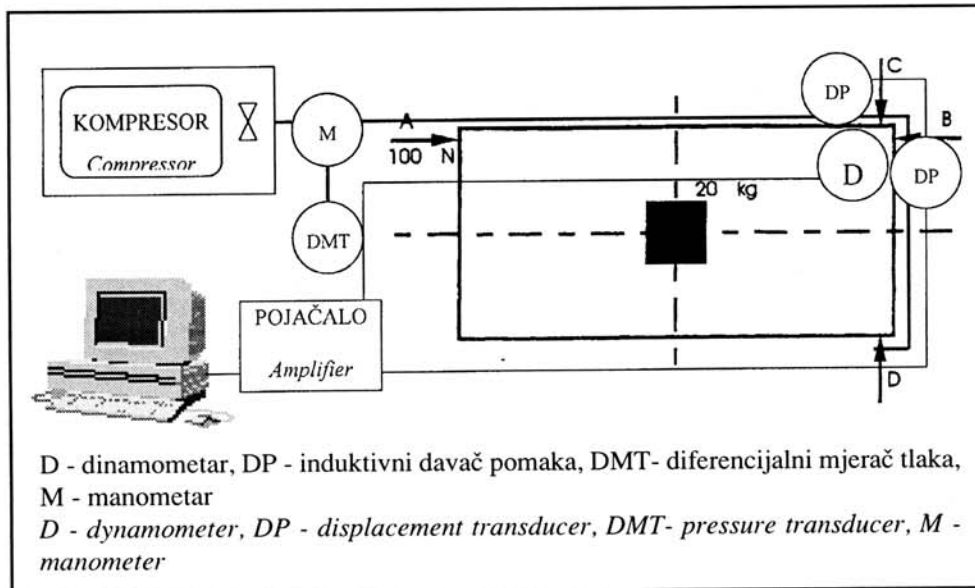 KOMPRESOR
Compressor
M
DMT
POJAČALO
Amplifier
A
100 N
DP
C
B
D
DP
20 kg
D
D - dinamometar, DP - induktivni davač pomaka, DMT- diferencijalni mjerač tlaka,
M - manometar
D - dynamometer, DP - displacement transducer, DMT- pressure transducer, M -
manometer